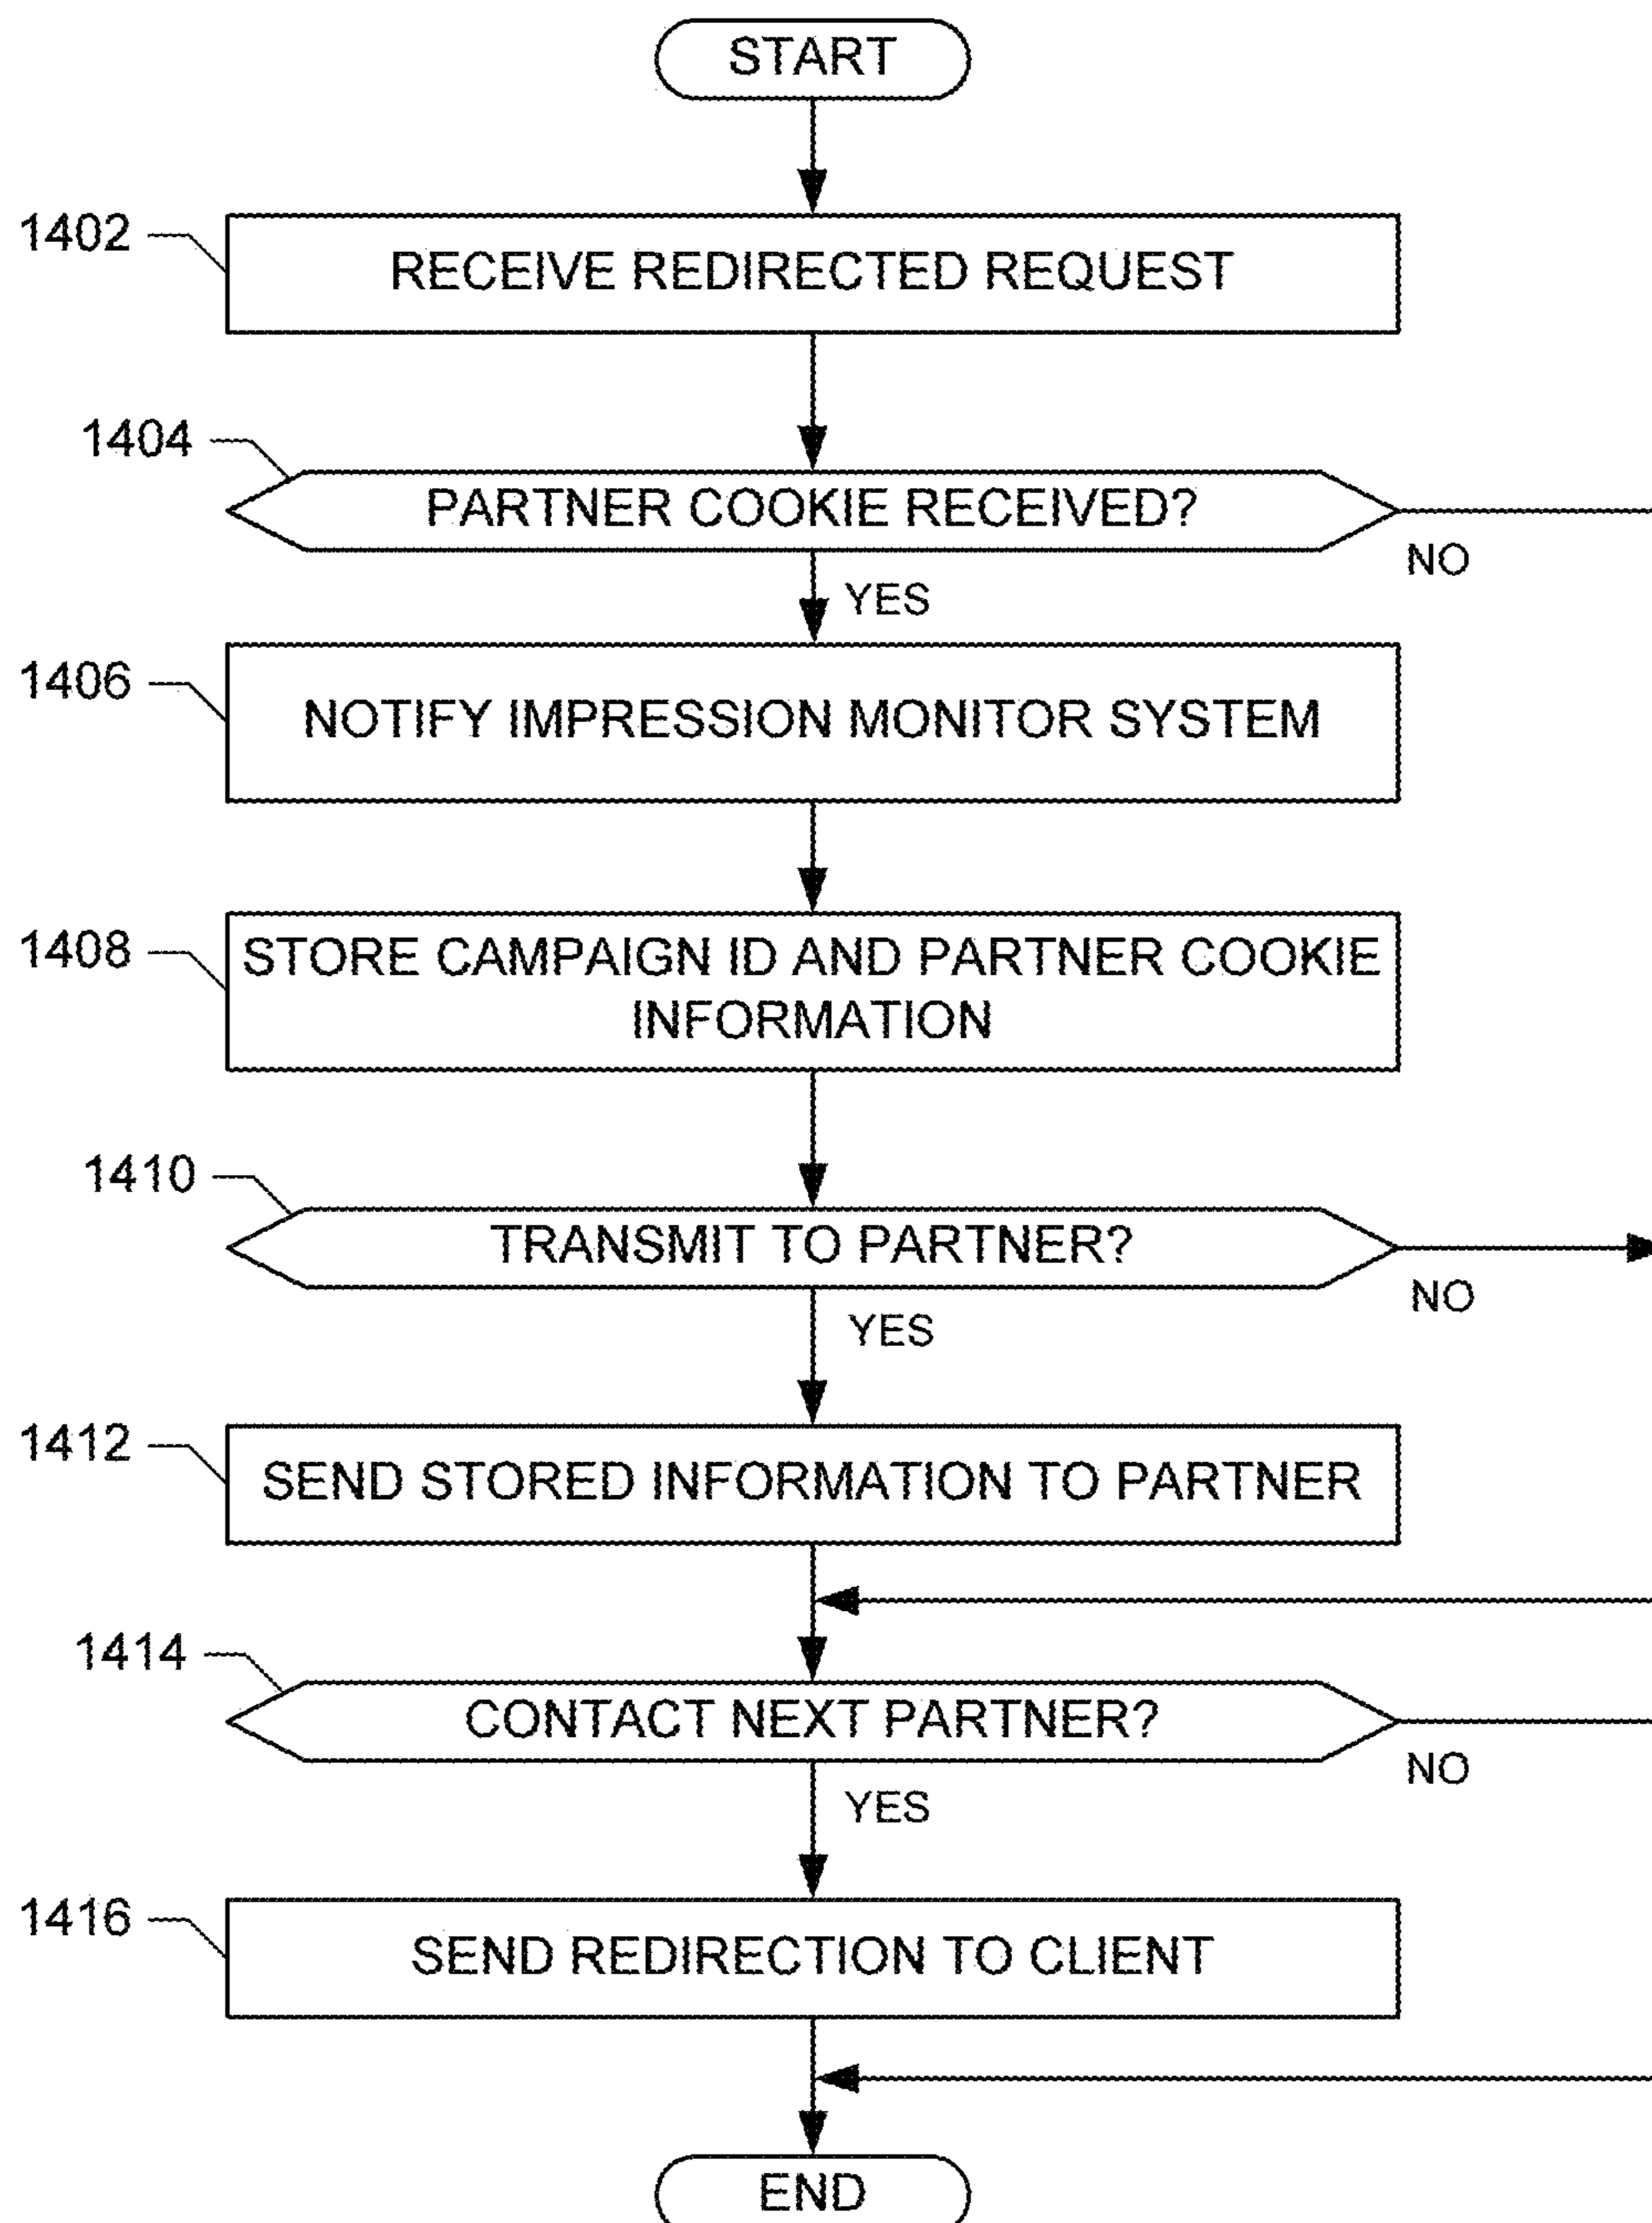 START
1402
RECEIVE REDIRECTED REQUEST
1404
PARTNER COOKIE RECEIVED?
NO
YES
1406
NOTIFY IMPRESSION MONITOR SYSTEM
1408
STORE CAMPAIGN ID AND PARTNER COOKIE
INFORMATION
1410
TRANSMIT TO PARTNER?
NO
YES
1412
SEND STORED INFORMATION TO PARTNER
1414
CONTACT NEXT PARTNER?
NO
YES
1416
SEND REDIRECTION TO CLIENT
END